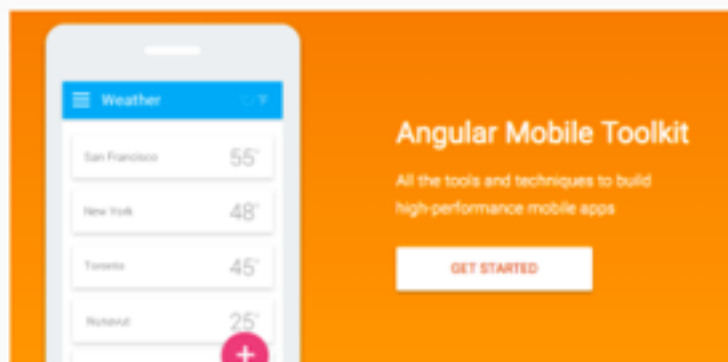 Weather
San Francisco 55°
New York 48°
Toronto 45°
Nunavut 25°
+
Angular Mobile Toolkit
All the tools and techniques to build
high-performance mobile apps
GET STARTED